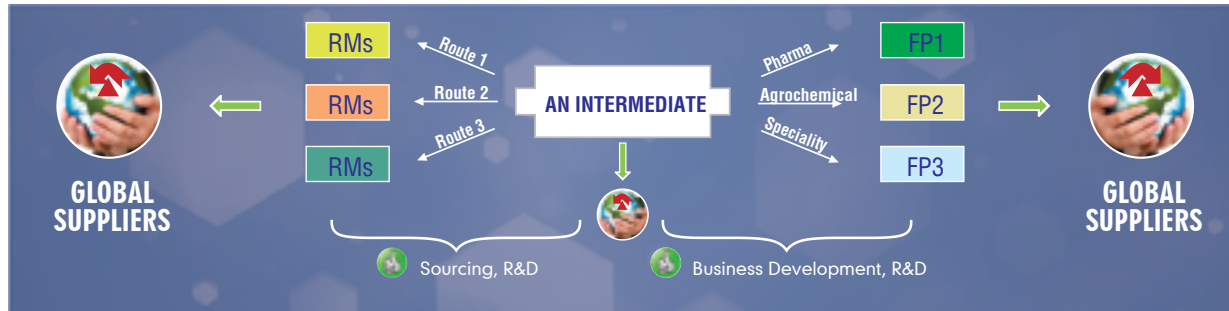 GLOBAL
SUPPLIERS
RMs
RMs
RMs
Route 1
Route 2
Route 3
AN INTERMEDIATE
Pharma
Agrochemical
Speciality
FP1
FP2
FP3
GLOBAL
SUPPLIERS
Sourcing, R&D
Business Development, R&D